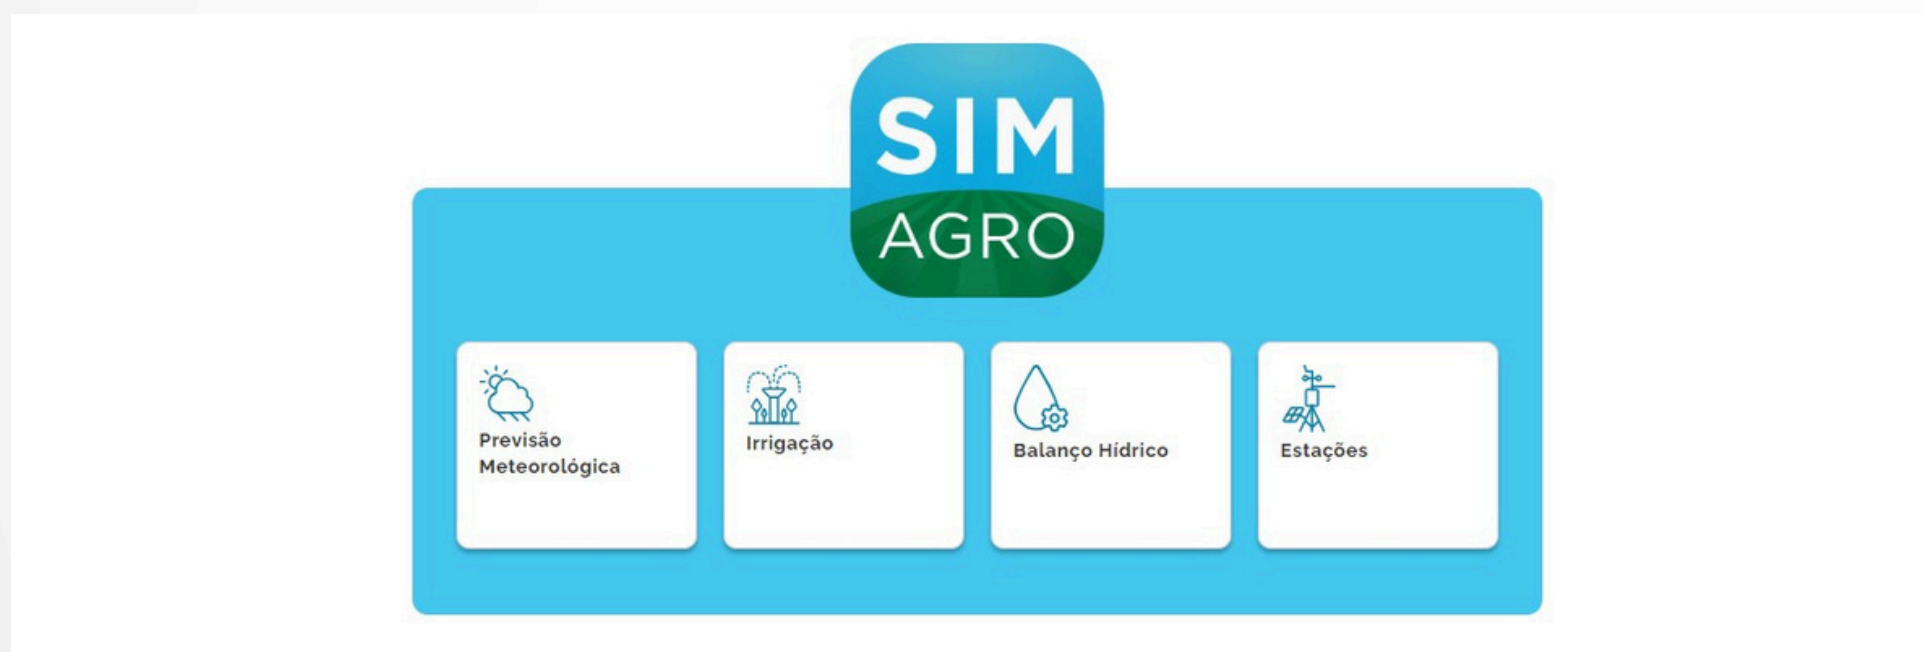 SIM
AGRO
Previsão
Meteorológica
Irrigação
Balanço Hídrico
Estações